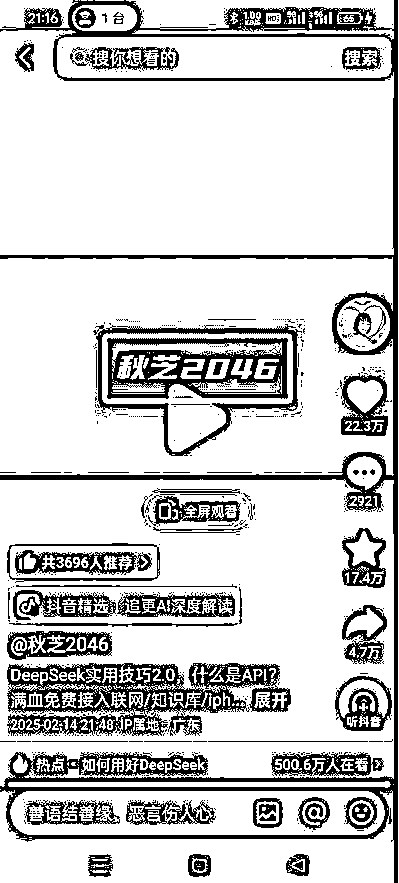 21:16
1 台
搜你想看的
搜索
秋芝2046
22.3万
2921
全屏观看
17.4万
共3696人推荐
抖音精选 追更AI深度解读
4.7万
@秋芝2046
DeepSeek实用技巧2.0,什么是API?
满血免费接入联网/知识库/iph... 展开
听抖音
2025-02-14 21:40·IP属地:广东
热点·如何用好DeepSeek
500.6万人在看
善语结善缘,恶言伤人心